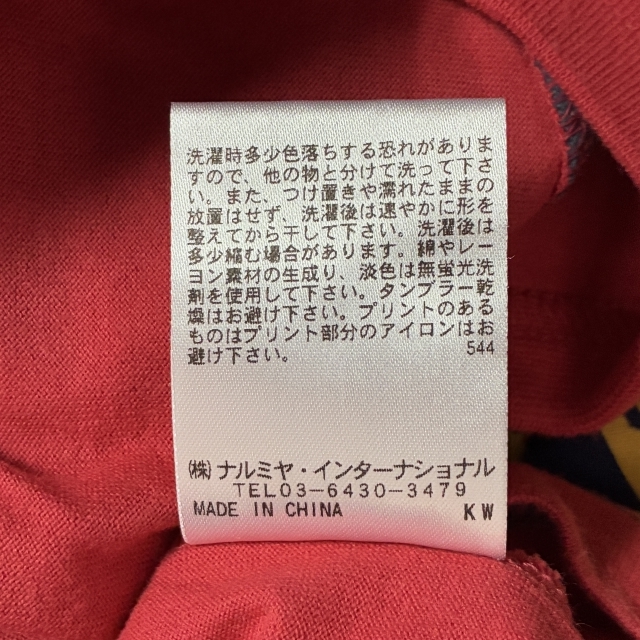 洗濯時多少色落ちする恐れがありま
すので、他の物と分けて洗って下さ
い。また、つけ置きや濡れたままの
放置はせず、洗濯後は速やかに形を
整えてから干して下さい。洗濯後は
多少縮む場合があります。綿やレー
ヨン素材の生成り、淡色は無蛍光洗
剤を使用して下さい。タンブラー乾
燥はお避け下さい。プリントのある
ものはプリント部分のアイロンはお
避け下さい。 544
㈱ナルミヤ・インターナショナル
TEL03-6430-3479
MADE IN CHINA KW